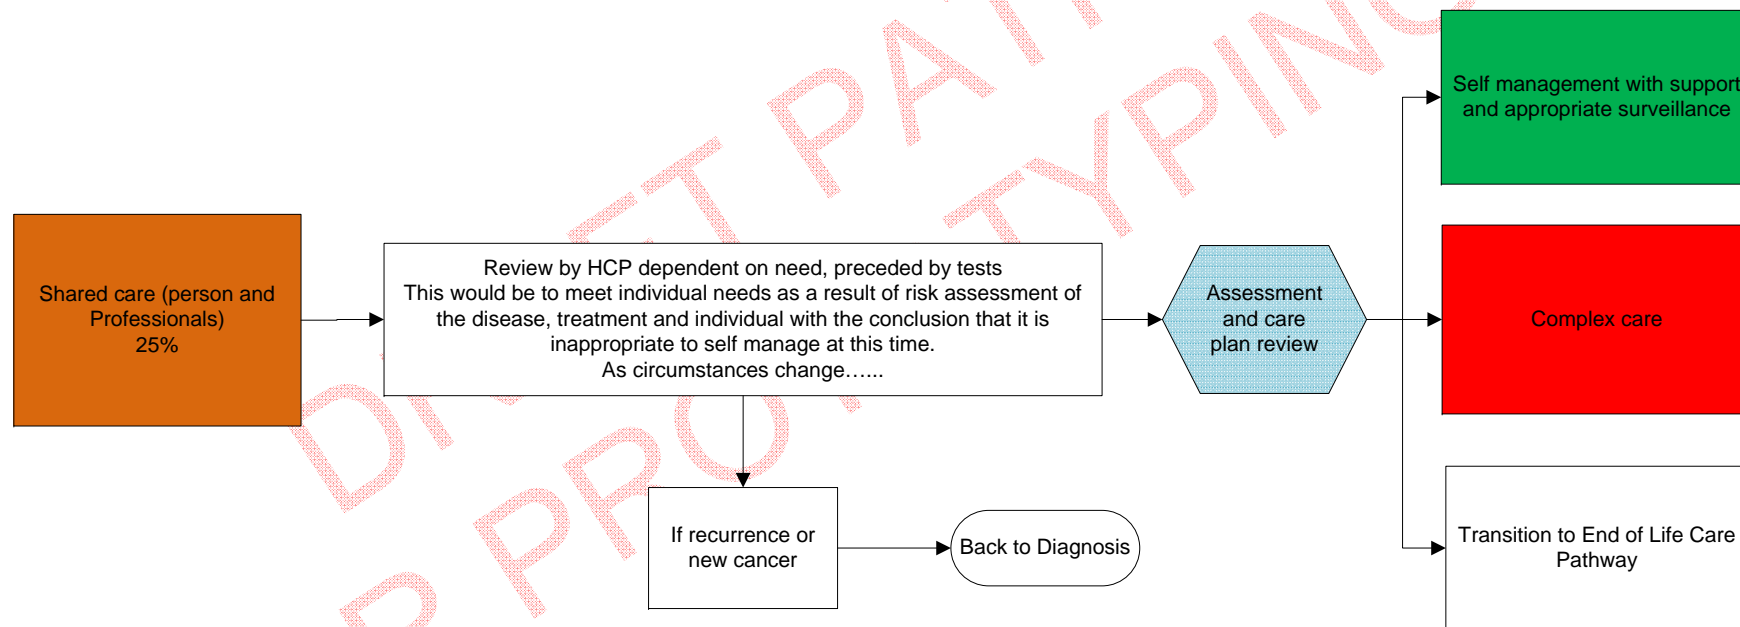 Shared care (person and
Professionals)
25%
Review by HCP dependent on need, preceded by tests
This would be to meet individual needs as a result of risk assessment of
the disease, treatment and individual with the conclusion that it is
inappropriate to self manage at this time.
As circumstances change…...
Assessment
and care
plan review
Self management with support
and appropriate surveillance
Complex care
Transition to End of Life Care
Pathway
If recurrence or
new cancer
Back to Diagnosis